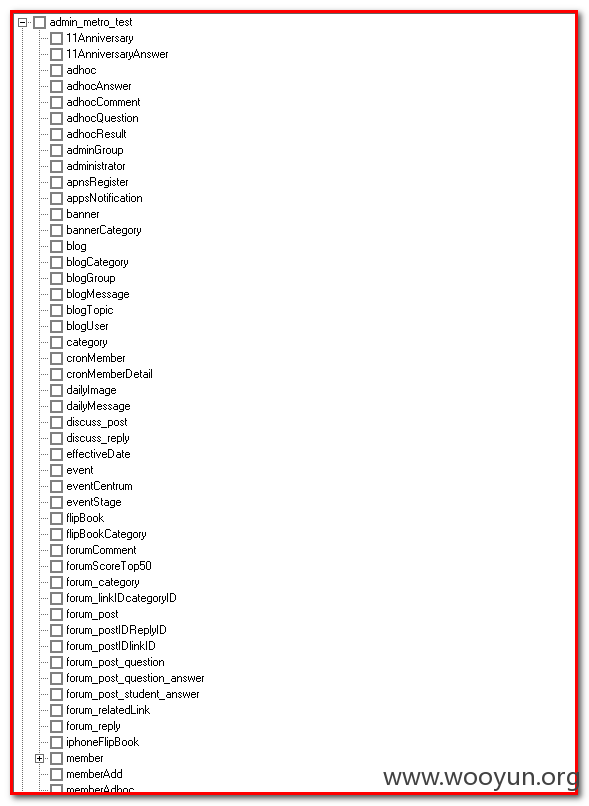 admin_metro_test
11Anniversary
11AnniversaryAnswer
adhoc
adhocAnswer
adhocComment
adhocQuestion
adhocResult
adminGroup
administrator
apnsRegister
appsNotification
banner
bannerCategory
blog
blogCategory
blogGroup
blogMessage
blogTopic
blogUser
category
cronMember
cronMemberDetail
dailyImage
dailyMessage
discuss_post
discuss_reply
effectiveDate
event
eventCentrum
eventStage
flipBook
flipBookCategory
forumComment
forumScoreTop50
forum_category
forum_linkIDcategoryID
forum_post
forum_postIDReplyID
forum_postIDlinkID
forum_post_question
forum_post_question_answer
forum_post_student_answer
forum_relatedLink
forum_reply
iphoneFlipBook
member
memberAdd
memberAdhoc
www.wooyun.org